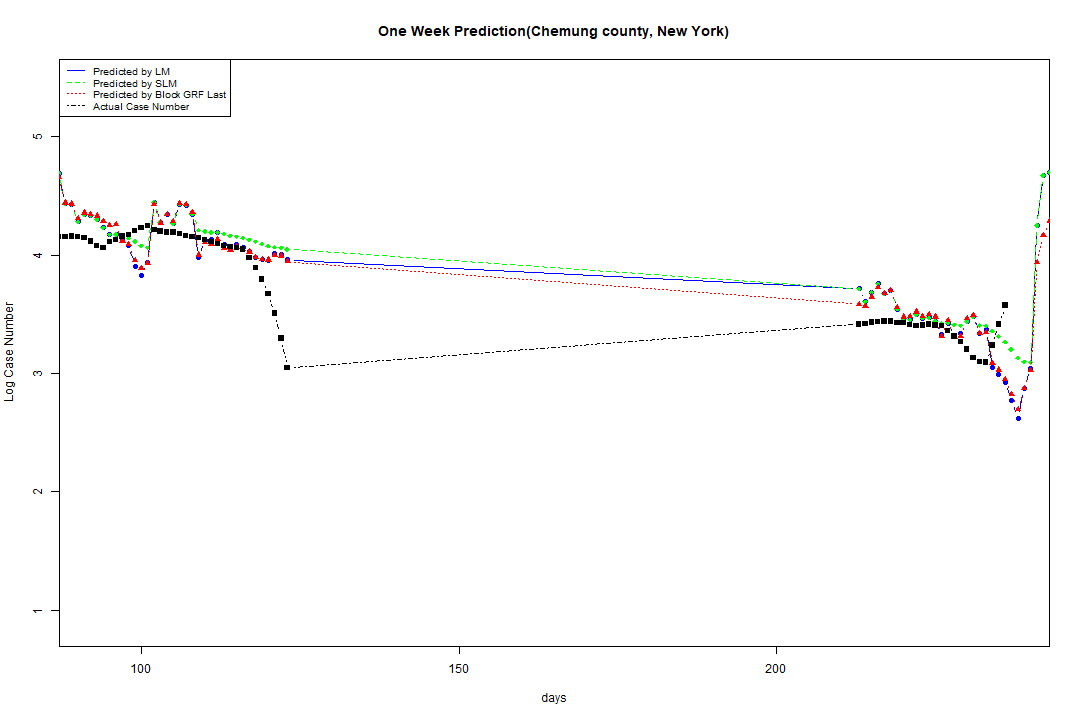 One Week Prediction(Chemung county, New York)
Predicted by LM
Predicted by SLM
Predicted by Block GRF Last
Actual Case Number
5
4
3
2
1
Log Case Number
100
150
200
days